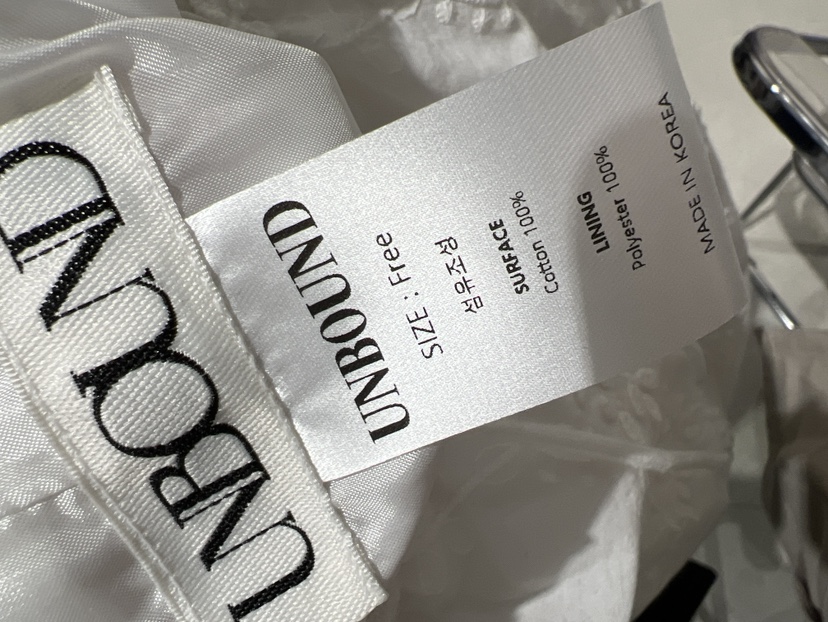 UNBOUND
UNBOUND
SIZE : Free
섬유조성
SURFACE
Cotton 100%
LINING
Polyester 100%
MADE IN KOREA